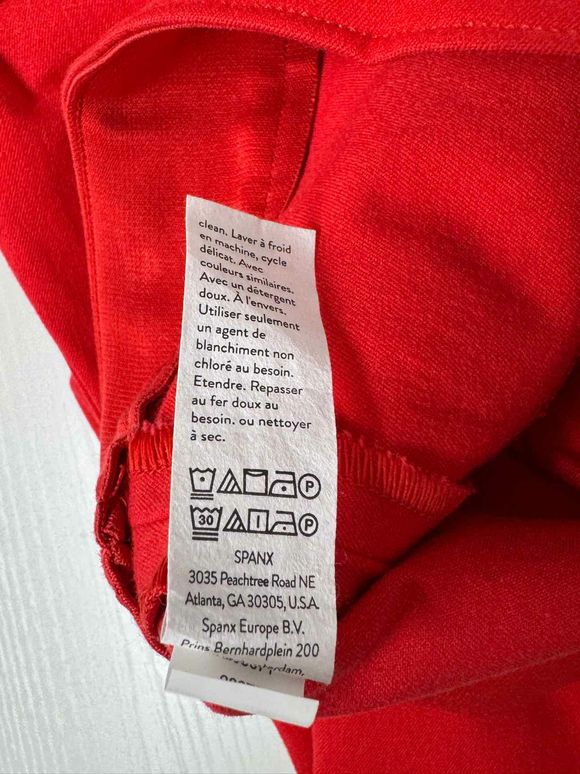 clean. Laver à froid
en machine, cycle
délicat. Avec
couleurs similaires.
Avec un détergent
doux. À l'envers.
Utiliser seulement
un agent de
blanchiment non
chloré au besoin.
Etendre. Repasser
au fer doux au
besoin. ou nettoyer
à sec.
P
30 P
SPANX
3035 Peachtree Road NE
Atlanta, GA 30305, U.S.A.
Spanx Europe B.V.
Prins Bernhardplein 200